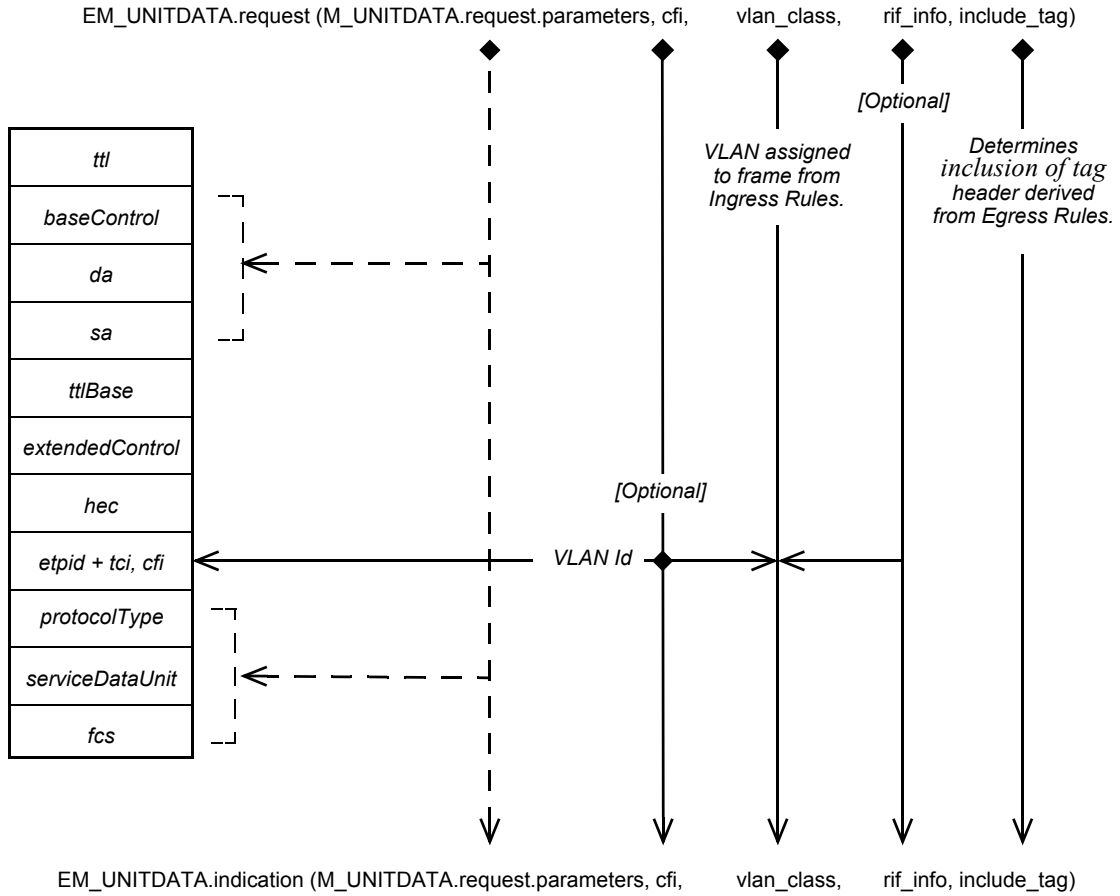 EM_UNITDATA.request (M_UNITDATA.request.parameters, cfi, vlan_class, rif_info, include_tag)
[Optional]
VLAN assigned
to frame from
Ingress Rules.
Determines
inclusion of tag
header derived
from Egress Rules.
ttl
baseControl
da
sa
ttlBase
extendedControl
hec
[Optional]
etpid + tci, cfi
VLAN Id
protocolType
serviceDataUnit
fcs
EM_UNITDATA.indication (M_UNITDATA.request.parameters, cfi, vlan_class, rif_info, include_tag)